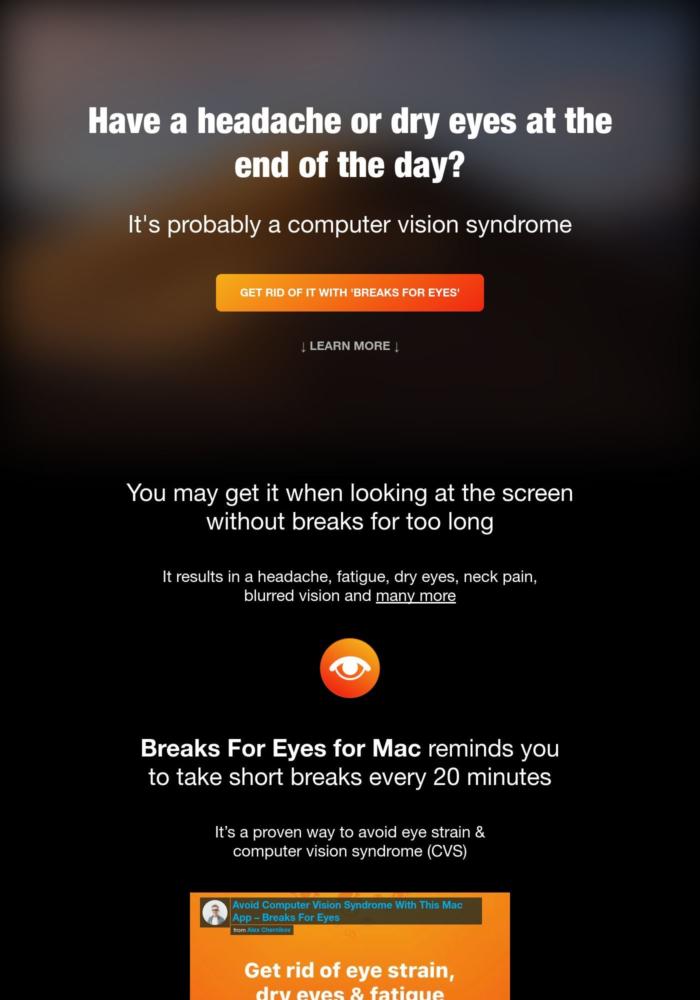 Have a headache or dry eyes at the
end of the day?
It's probably a computer vision syndrome
GET RID OF IT WITH 'BREAKS FOR EYES'
↓ LEARN MORE ↓
You may get it when looking at the screen
without breaks for too long
It results in a headache, fatigue, dry eyes, neck pain,
blurred vision and many more
Breaks For Eyes for Mac reminds you
to take short breaks every 20 minutes
It’s a proven way to avoid eye strain &
computer vision syndrome (CVS)
Avoid Computer Vision Syndrome With This Mac
App – Breaks For Eyes
from Alex Chernikov
Get rid of eye strain,
dry eyes & fatigue